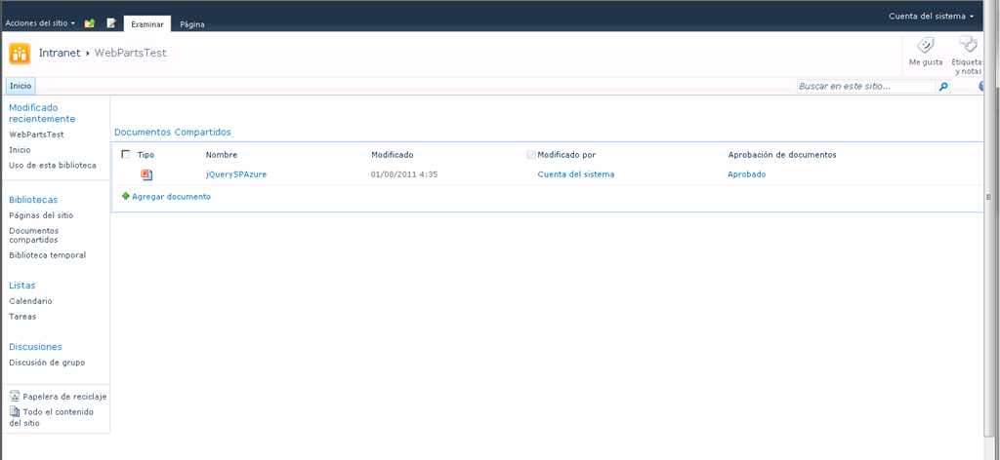 Acciones del sitio
Examinar
Página
Cuenta del sistema
Intranet WebPartsTest
Me gusta
Etiquetas
y notas
Inicio
Buscar en este sitio...
Modificado
recientemente
WebPartsTest
Inicio
Uso de esta biblioteca
Bibliotecas
Páginas del sitio
Documentos
compartidos
Biblioteca temporal
Listas
Calendario
Tareas
Discusiones
Discusión de grupo
Papelera de reciclaje
Todo el contenido
del sitio
Documentos Compartidos
Tipo Nombre Modificado Modificado por Aprobación de documentos
jQuerySPAzure 01/08/2011 4:35 Cuenta del sistema Aprobado
Agregar documento